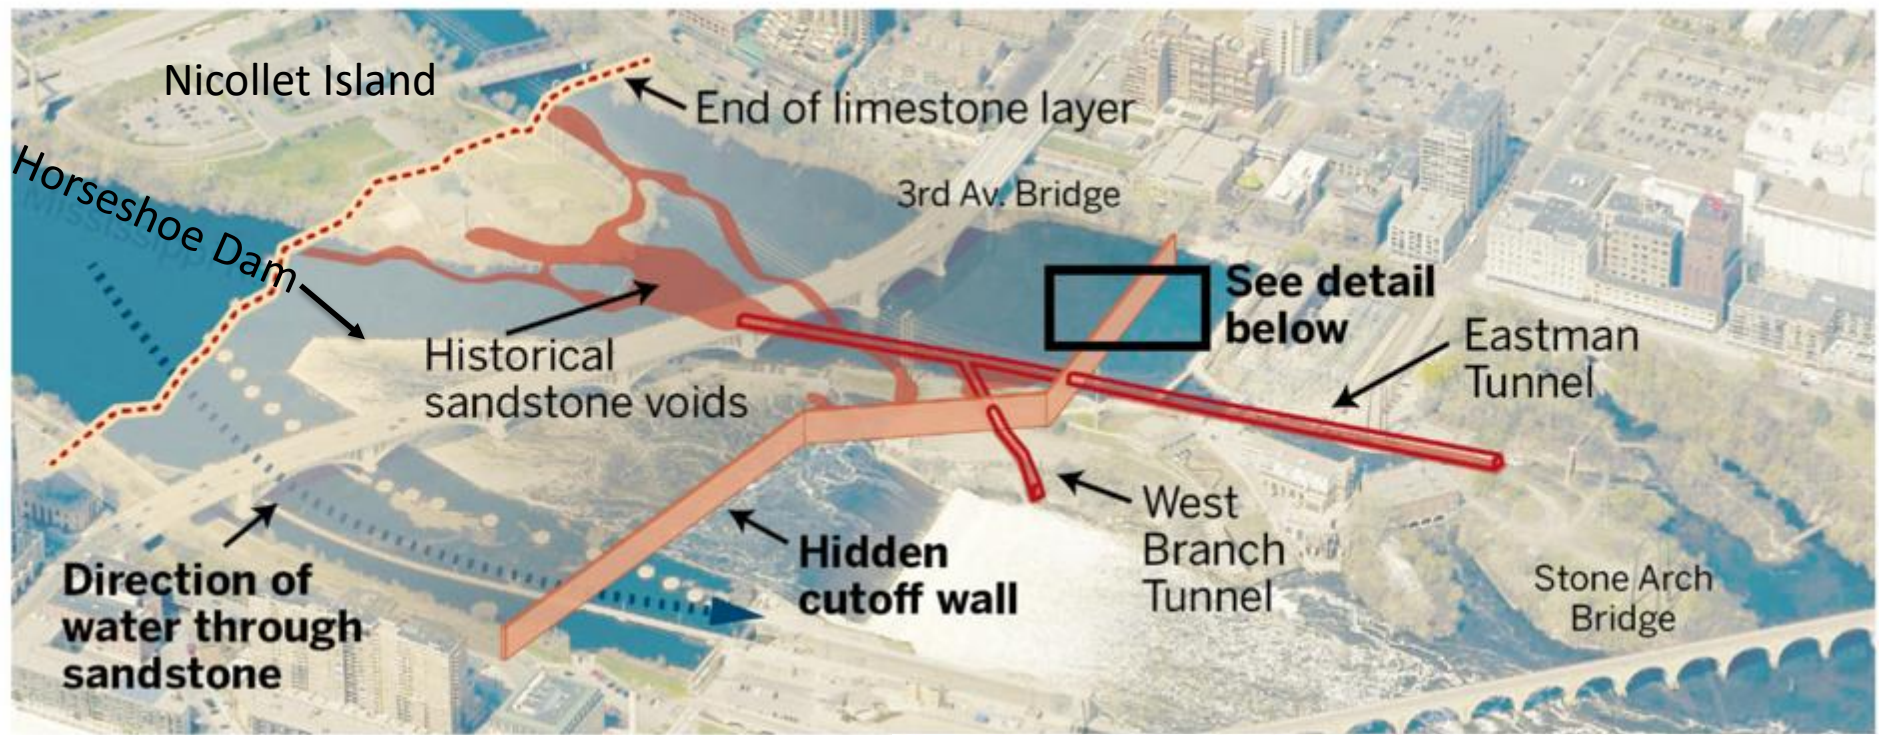 Nicollet Island
End of limestone layer
Horseshoe Dam
3rd Av. Bridge
See detail
below
Historical
sandstone voids
Eastman
Tunnel
West
Branch
Tunnel
Hidden
cutoff wall
Direction of
water through
sandstone
Stone Arch
Bridge